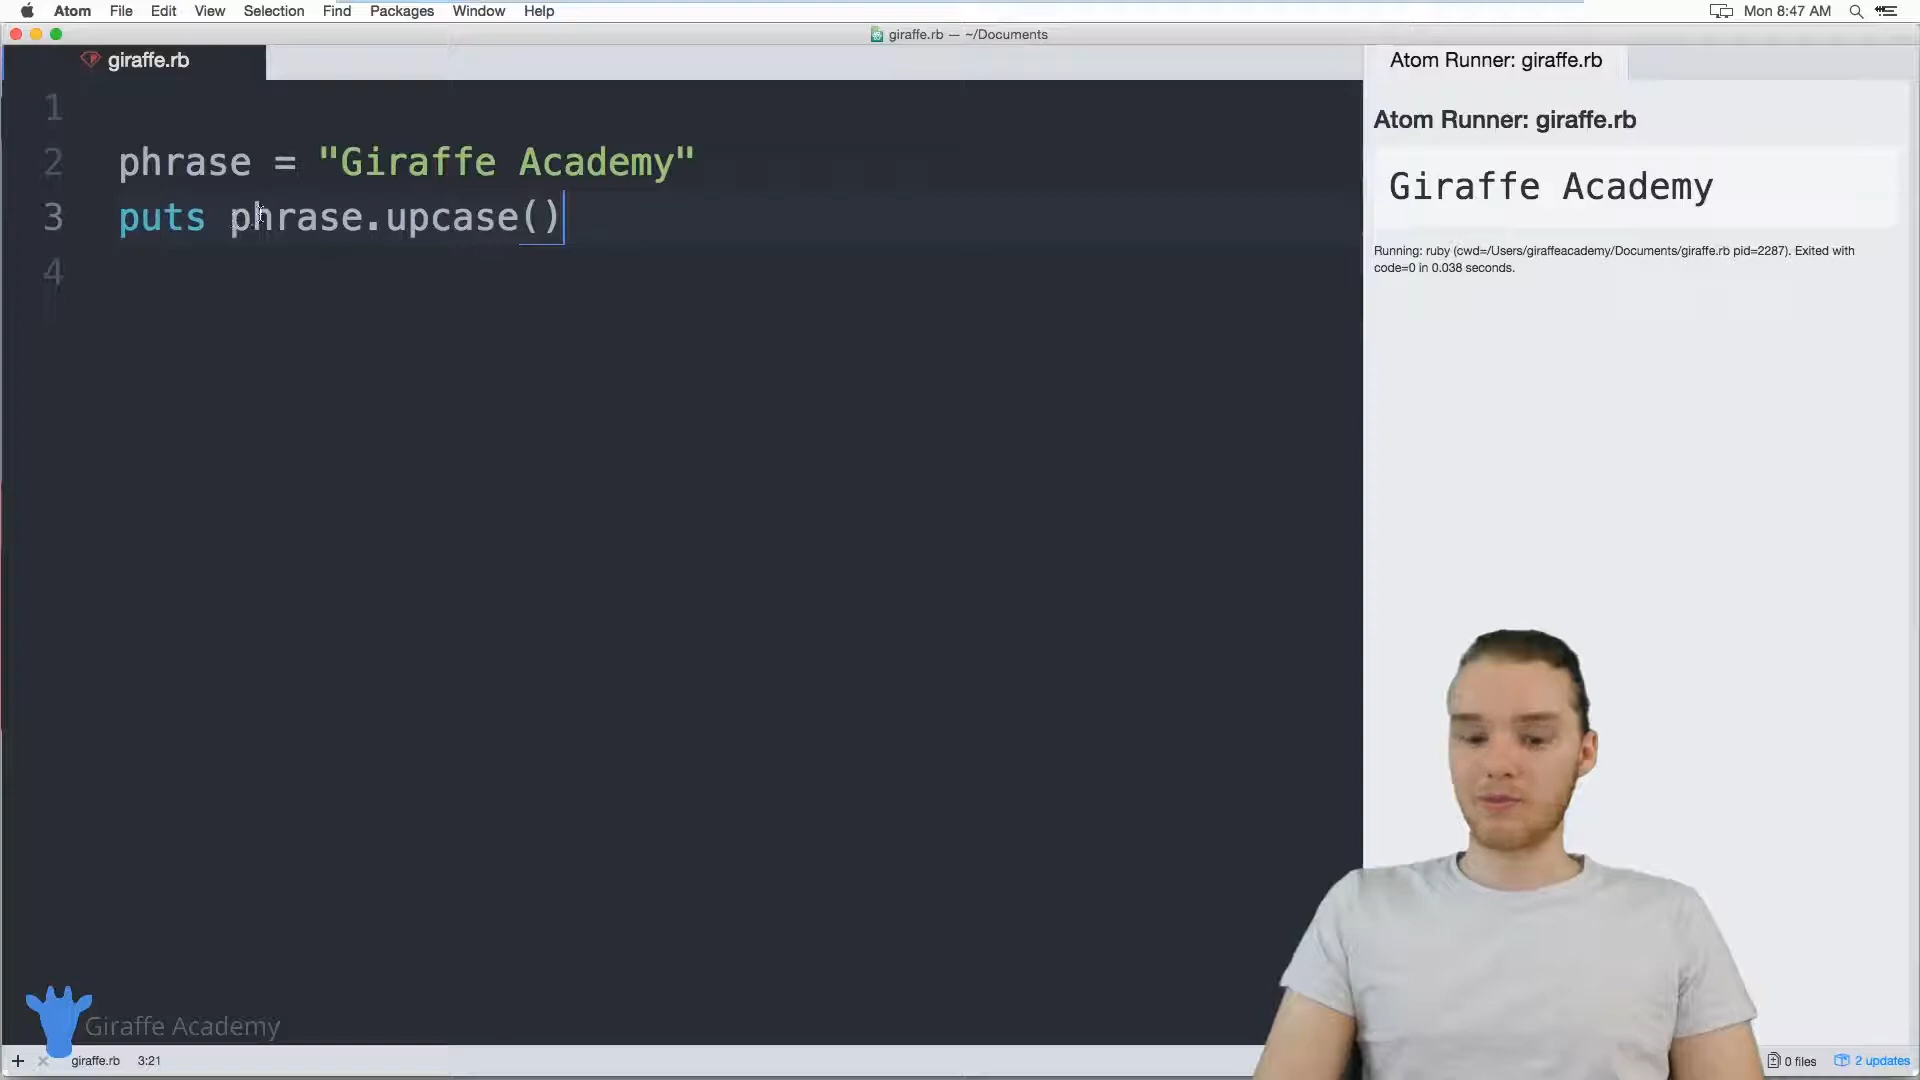 Atom File Edit View Selection Find Packages Window Help Mon 8:47 AM
giraffe.rb — ~/Documents
giraffe.rb
Atom Runner: giraffe.rb
1
2 phrase = "Giraffe Academy"
3 puts phrase.upcase()
4
Atom Runner: giraffe.rb
Giraffe Academy
Running: ruby (cwd=/Users/giraffeacademy/Documents/giraffe.rb pid=2287). Exited with
code=0 in 0.038 seconds.
Giraffe Academy
giraffe.rb 3:21
0 files 2 updates